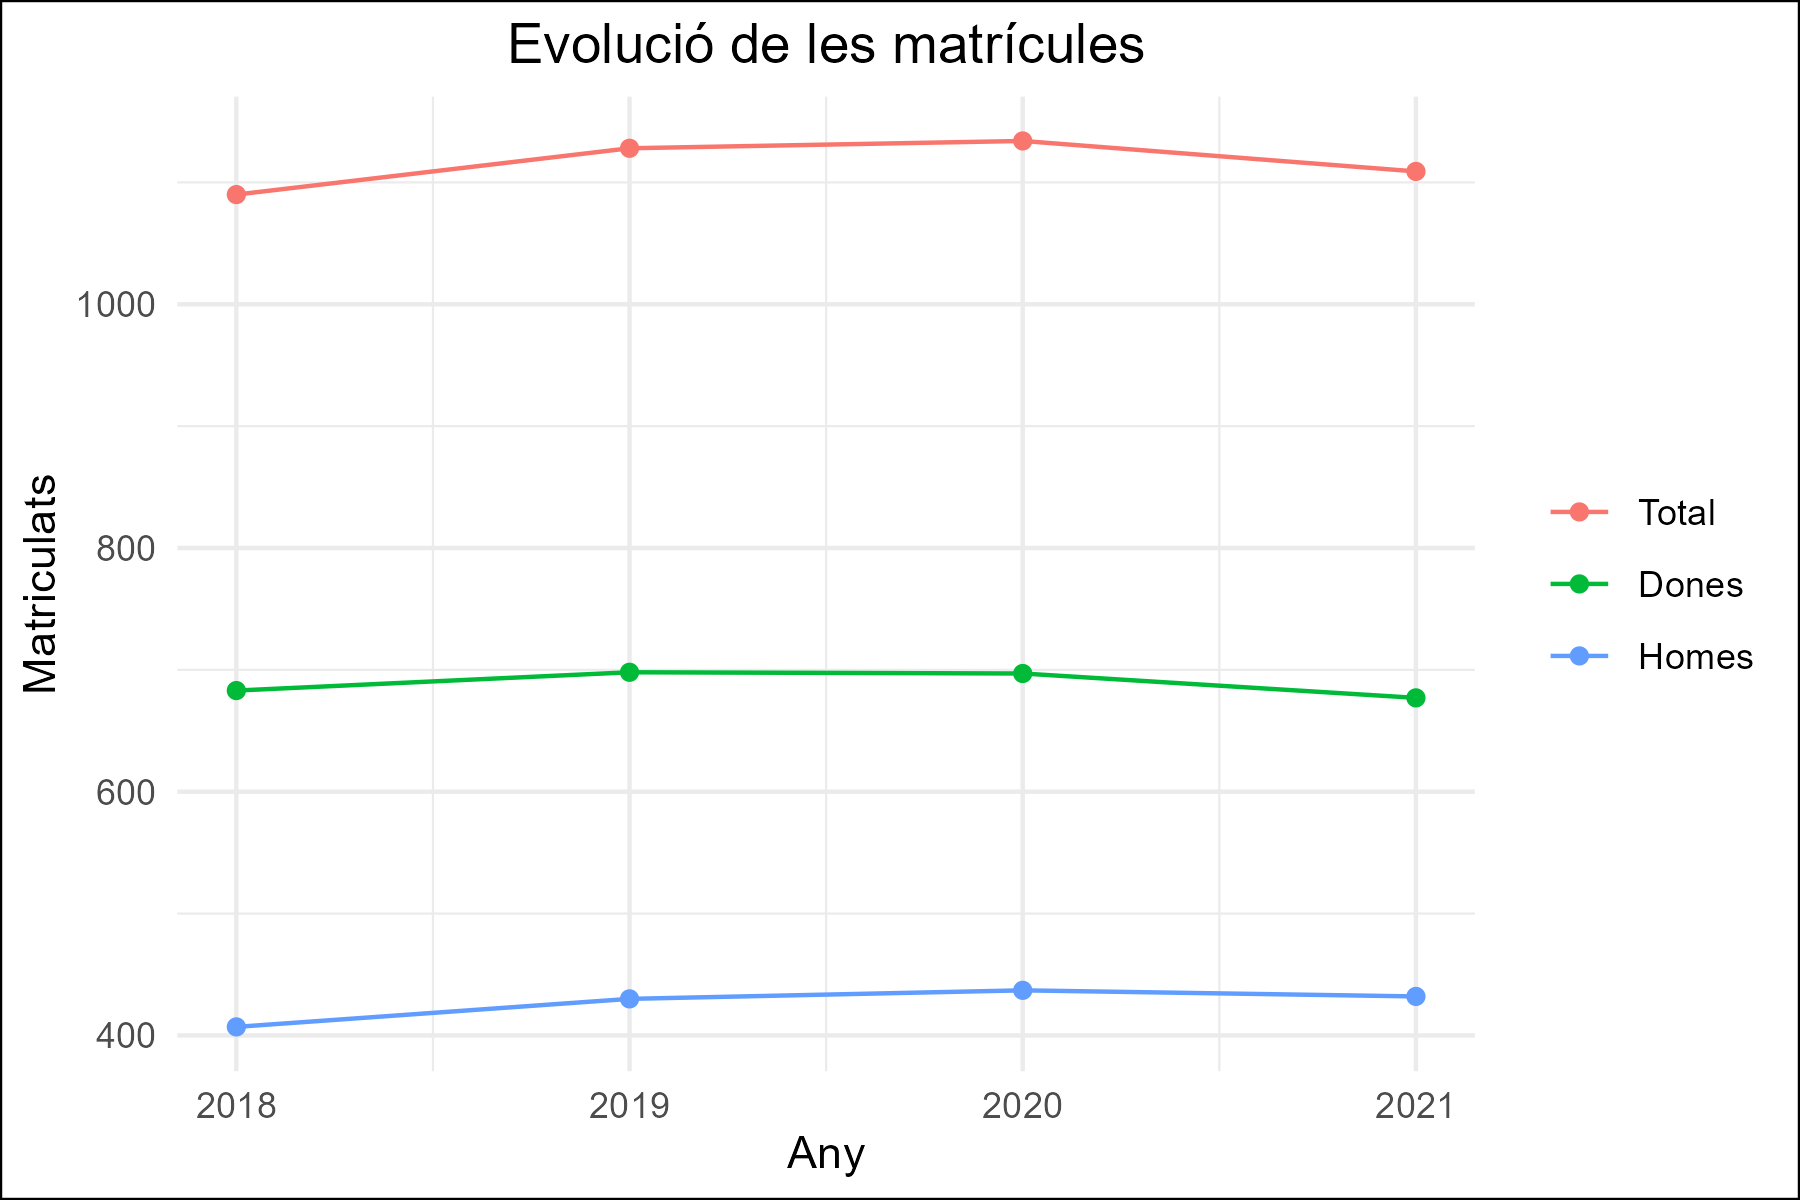 Evolució de les matrícules
Matriculats
1000
800
600
400
2018 2019 2020 2021
Any
Total
Dones
Homes